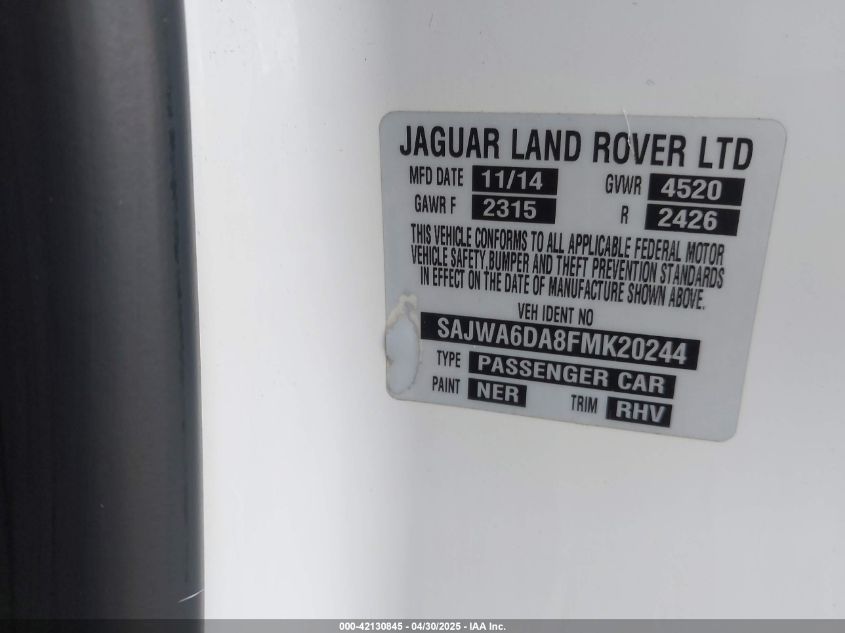 JAGUAR LAND ROVER LTD
MFD DATE 11/14 GVWR 4520
GAWR F 2315 R 2426
THIS VEHICLE CONFORMS TO ALL APPLICABLE FEDERAL MOTOR
VEHICLE SAFETY,BUMPER AND THEFT PREVENTION STANDARDS
IN EFFECT ON THE DATE OF MANUFACTURE SHOWN ABOVE.
VEH IDENT NO
SAJWA6DA8FMK20244
TYPE PASSENGER CAR
PAINT NER TRIM RHV
000-42130845 - 04/30/2025 - IAA Inc.